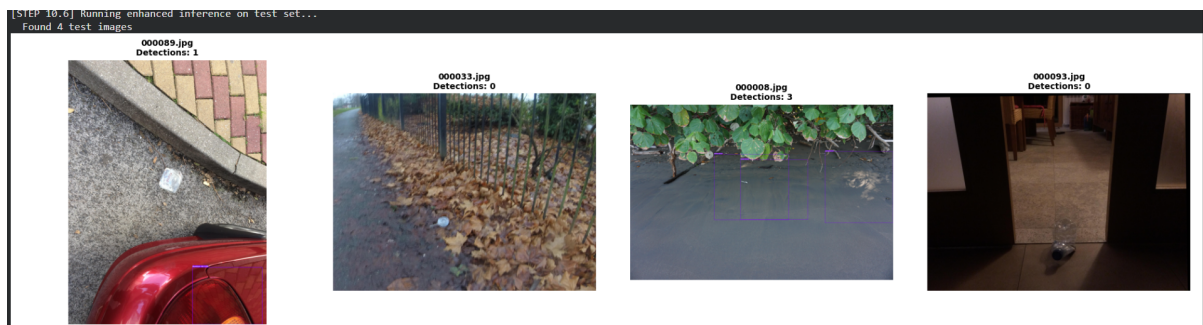 [STEP 10.6] Running enhanced inference on test set...
Found 4 test images
000089.jpg
Detections: 1
000033.jpg
Detections: 0
000008.jpg
Detections: 3
000093.jpg
Detections: 0